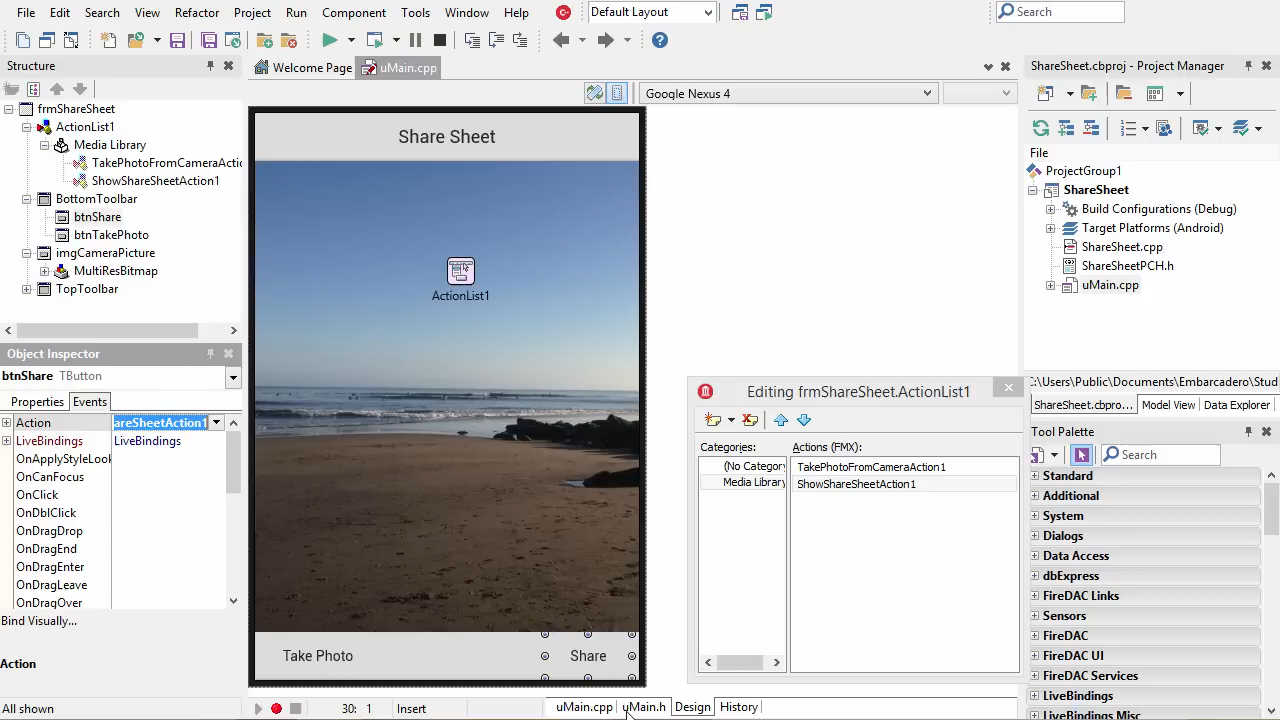 File Edit Search View Refactor Project Run Component Tools Window Help Default Layout Search
Structure
Welcome Page uMain.cpp
ShareSheet.cbproj - Project Manager
Google Nexus 4
frmShareSheet
ActionList1
Media Library
TakePhotoFromCameraActio
ShowShareSheetAction1
BottomToolbar
btnShare
btnTakePhoto
imgCameraPicture
MultiResBitmap
TopToolbar
Share Sheet
ActionList1
Take Photo
Share
File
ProjectGroup1
ShareSheet
Build Configurations (Debug)
Target Platforms (Android)
ShareSheet.cpp
ShareSheetPCH.h
uMain.cpp
Object Inspector
btnShare TButton
Properties Events
Action areSheetAction1
LiveBindings LiveBindings
OnApplyStyleLook
OnCanFocus
OnClick
OnDblClick
OnDragDrop
OnDragEnd
OnDragEnter
OnDragLeave
OnDragOver
Bind Visually...
Action
All shown
Editing frmShareSheet.ActionList1
Categories: Actions (FMX):
(No Categor
Media Library
TakePhotoFromCameraAction1
ShowShareSheetAction1
C:\Users\Public\Documents\Embarcadero\Stud
ShareSheet.cbpro... Model View Data Explorer
Tool Palette
Search
Standard
Additional
System
Dialogs
Data Access
dbExpress
FireDAC Links
Sensors
FireDAC
FireDAC UI
FireDAC Services
LiveBindings
LiveBindings Misc
30: 1 Insert uMain.cpp uMain.h Design History